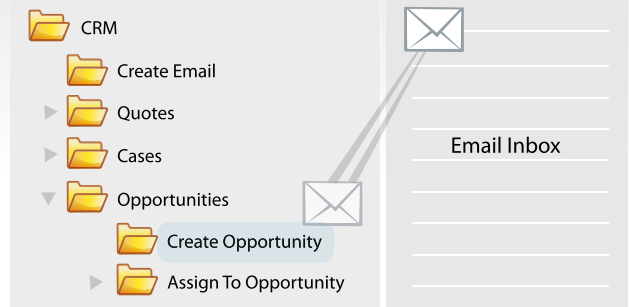 CRM
Create Email
Quotes
Cases
Opportunities
Create Opportunity
Assign To Opportunity
Email Inbox